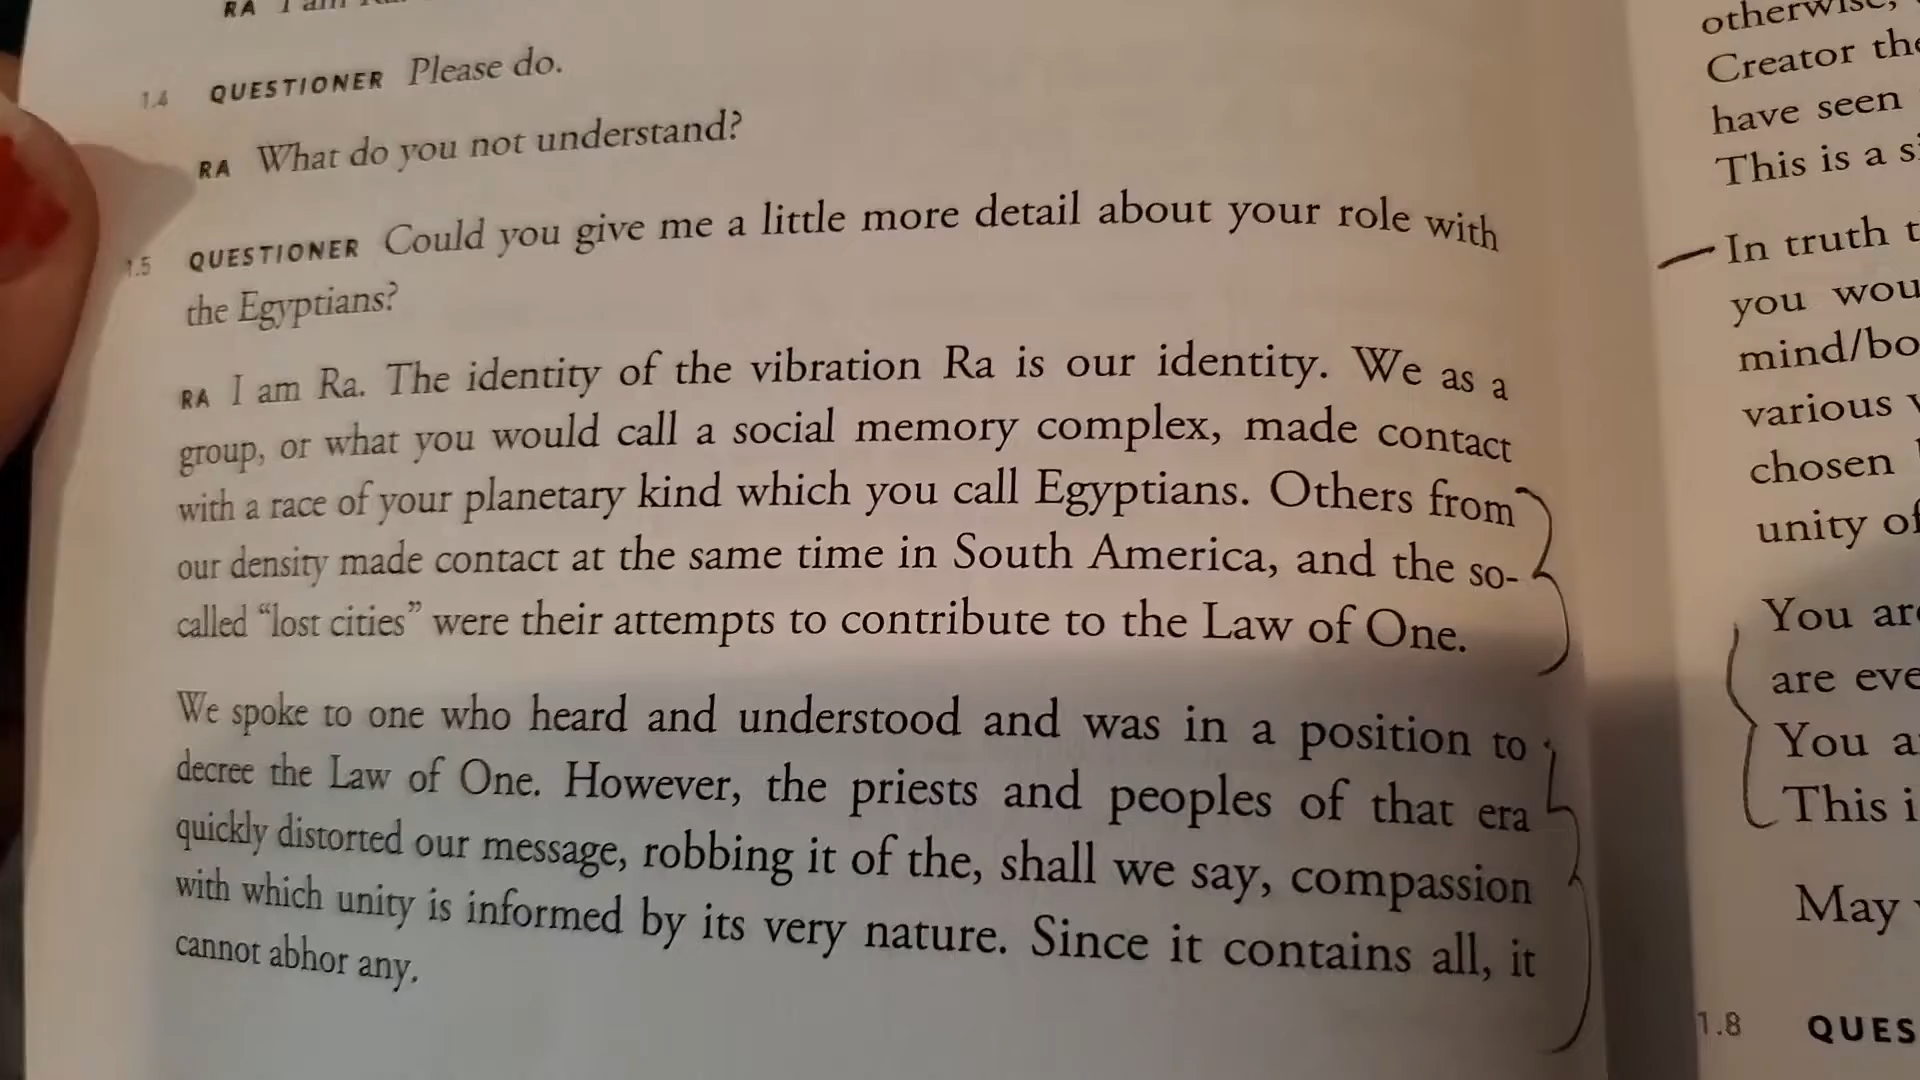 RA I am
1.4 QUESTIONER Please do.
RA What do you not understand?
1.5 QUESTIONER Could you give me a little more detail about your role with
the Egyptians?
RA I am Ra. The identity of the vibration Ra is our identity. We as a
group, or what you would call a social memory complex, made contact
with a race of your planetary kind which you call Egyptians. Others from
our density made contact at the same time in South America, and the so-
called “lost cities” were their attempts to contribute to the Law of One.
We spoke to one who heard and understood and was in a position to
decree the Law of One. However, the priests and peoples of that era
quickly distorted our message, robbing it of the, shall we say, compassion
with which unity is informed by its very nature. Since it contains all, it
cannot abhor any.
otherwise,
Creator the
have seen
This is a
In truth
you
mind/
various
chosen
unity of
You
are
You
This
May
1.8